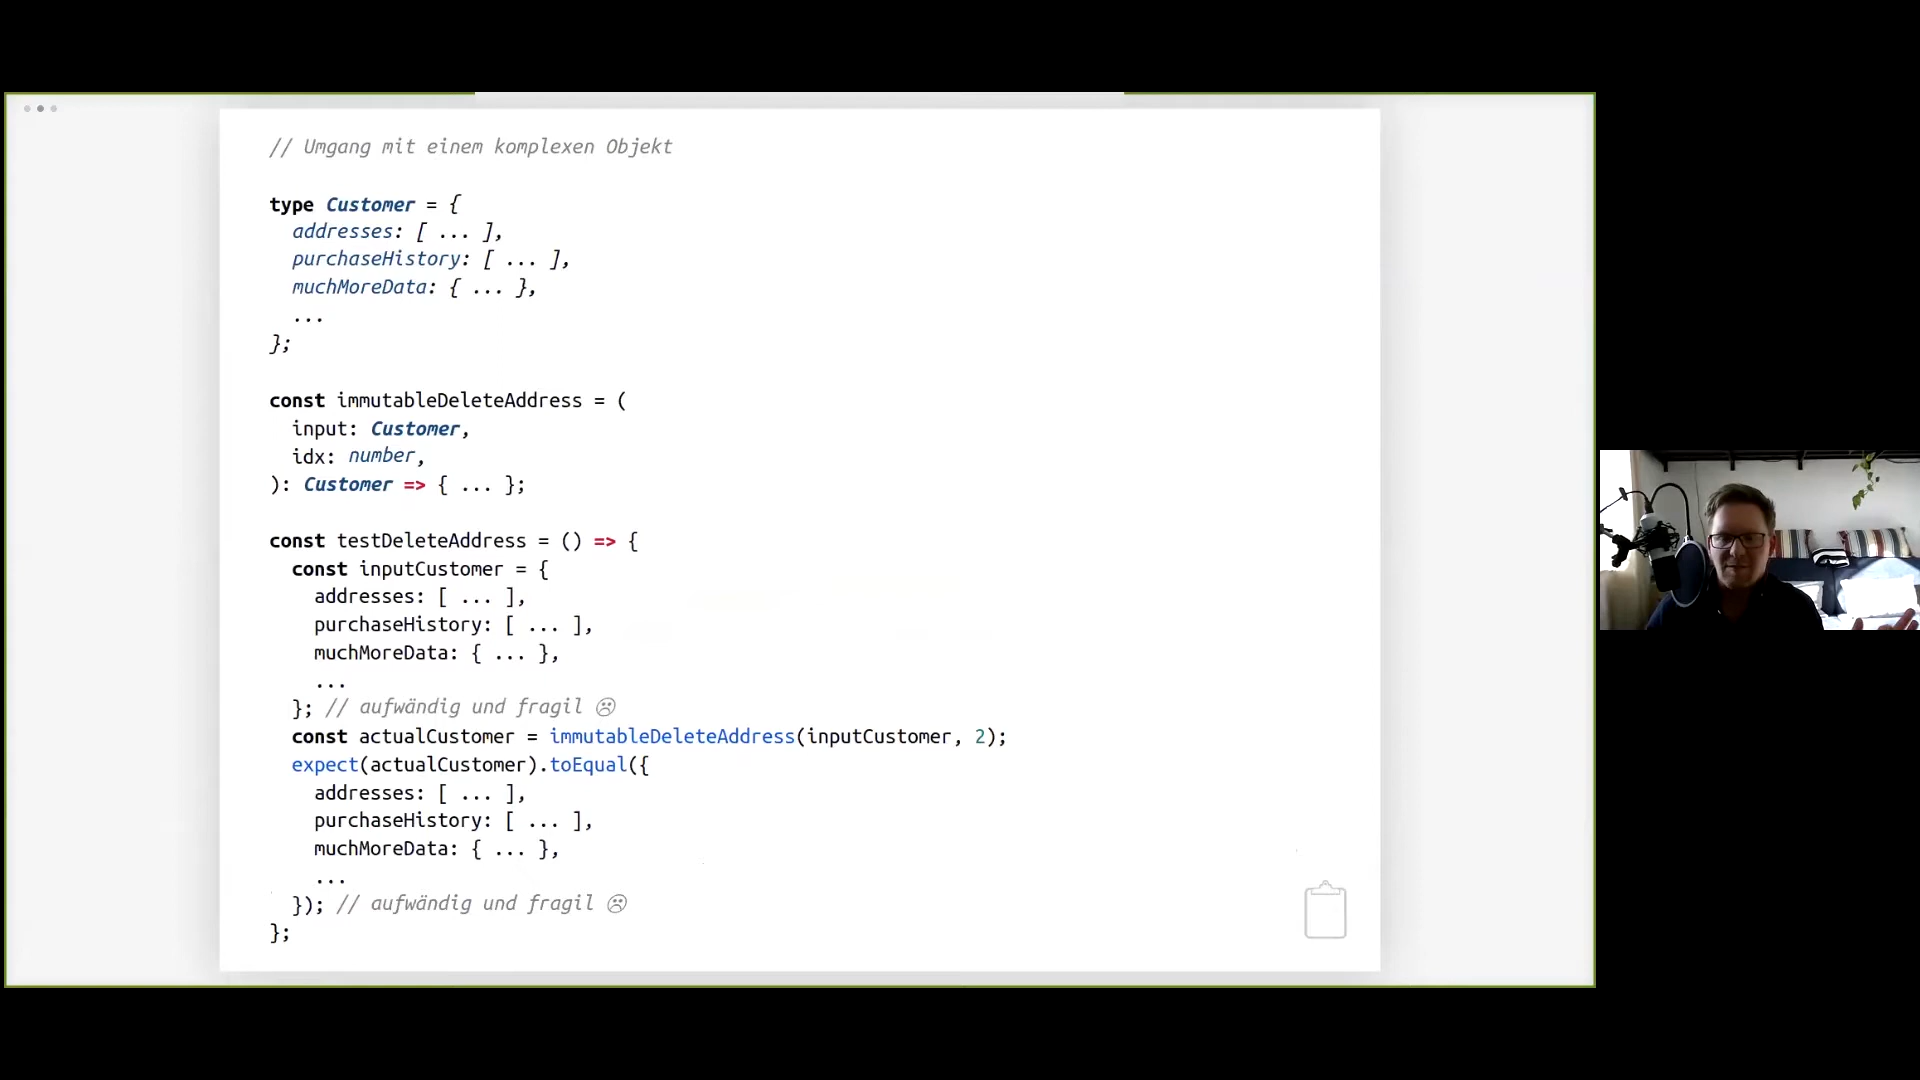 // Umgang mit einem komplexen Objekt
type Customer = {
addresses: [ ... ],
purchaseHistory: [ ... ],
muchMoreData: { ... },
...
};
const immutableDeleteAddress = (
input: Customer,
idx: number,
): Customer => { ... };
const testDeleteAddress = () => {
const inputCustomer = {
addresses: [ ... ],
purchaseHistory: [ ... ],
muchMoreData: { ... },
...
}; // aufwändig und fragil ☹
const actualCustomer = immutableDeleteAddress(inputCustomer, 2);
expect(actualCustomer).toEqual({
addresses: [ ... ],
purchaseHistory: [ ... ],
muchMoreData: { ... },
...
}); // aufwändig und fragil ☹
};